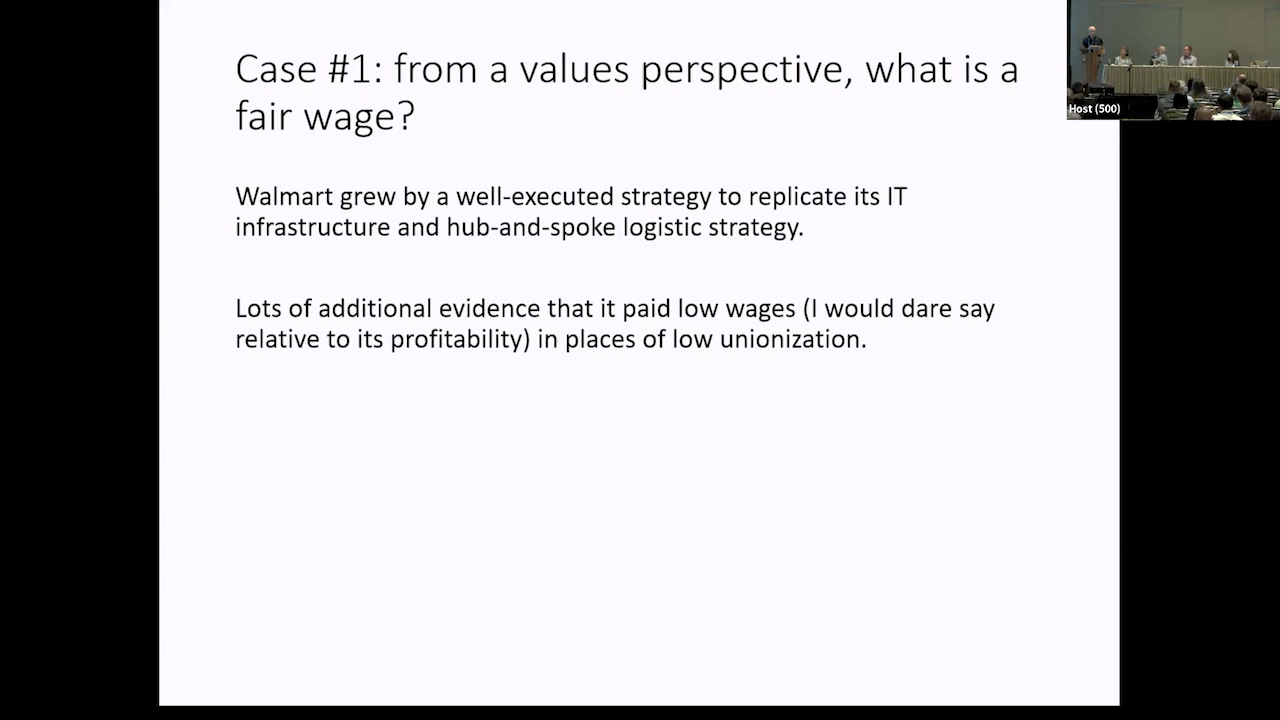 Case #1: from a values perspective, what is a
fair wage?
Walmart grew by a well-executed strategy to replicate its IT
infrastructure and hub-and-spoke logistic strategy.
Lots of additional evidence that it paid low wages (I would dare say
relative to its profitability) in places of low unionization.
Host (500)